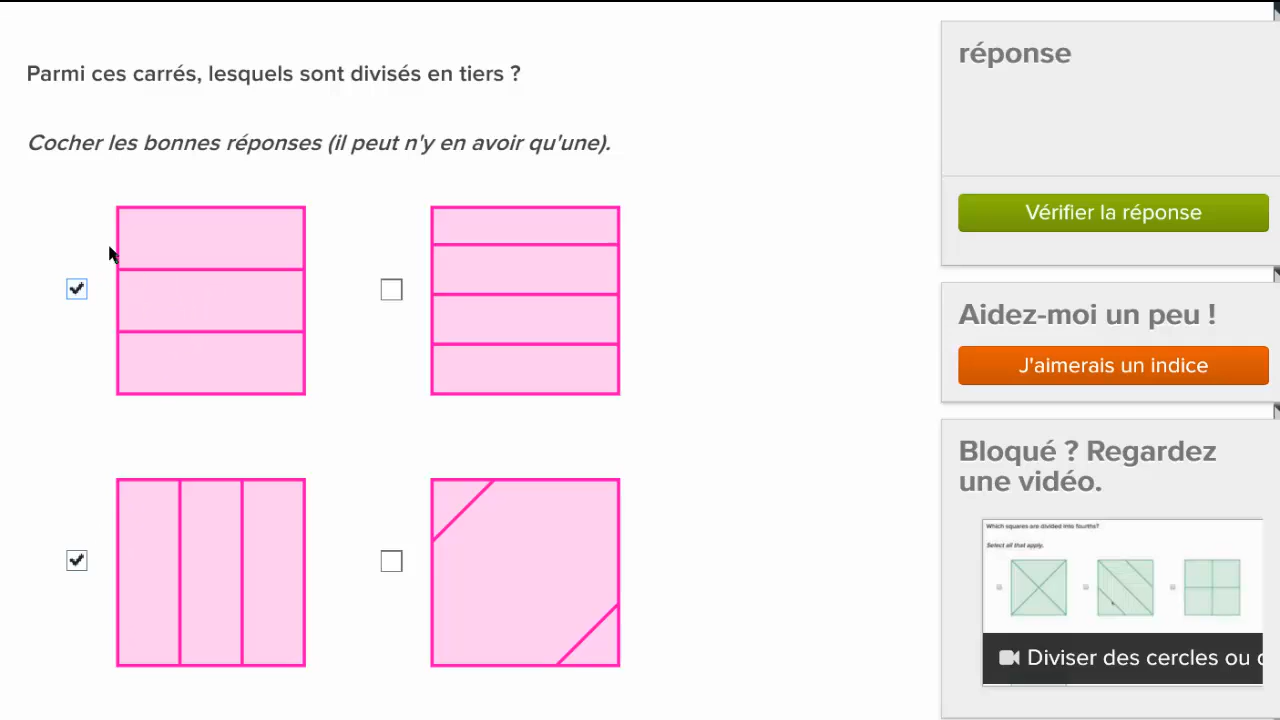 Parmi ces carrés, lesquels sont divisés en tiers ?
Cocher les bonnes réponses (il peut n'y en avoir qu'une).
réponse
Vérifier la réponse
Aidez-moi un peu !
J'aimerais un indice
Bloqué ? Regardez
une vidéo.
Which squares are divided into fourths?
Select all that apply.
Diviser des cercles ou